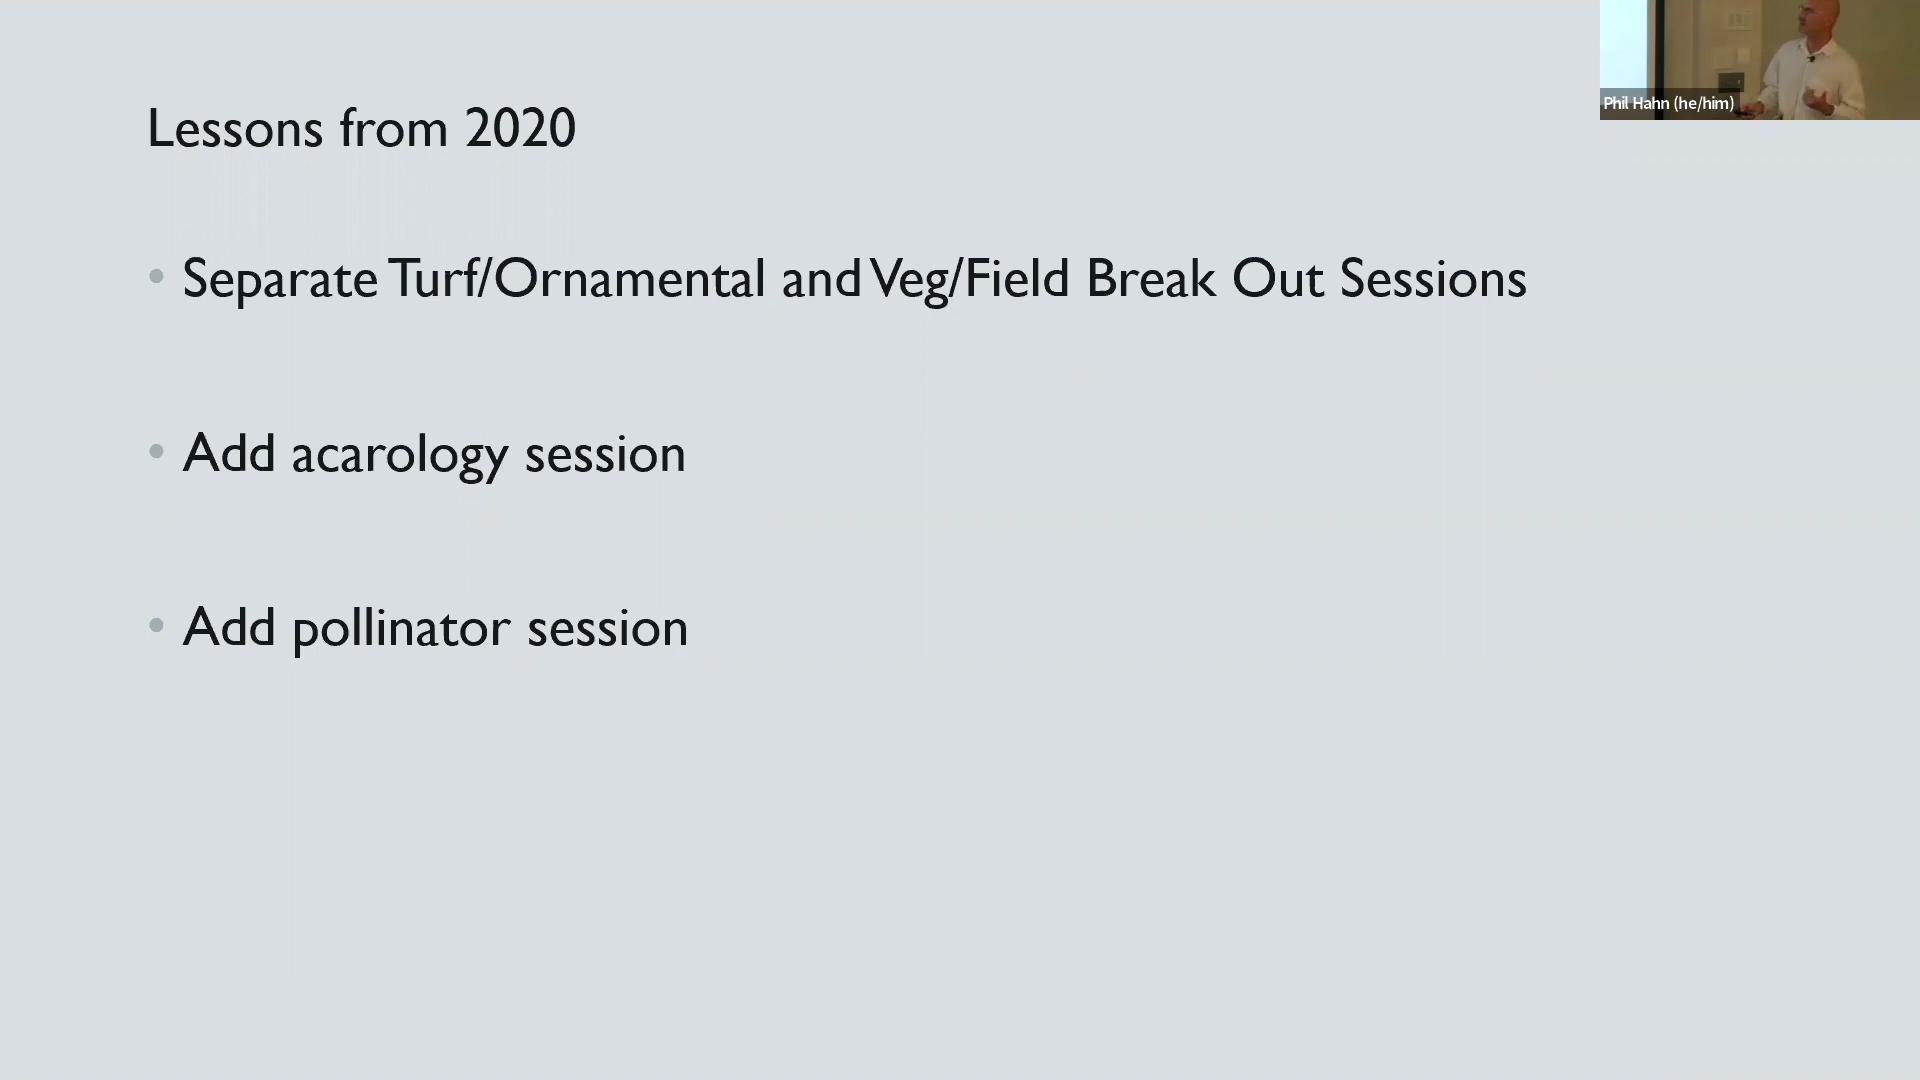 Phil Hahn (he/him)
Lessons from 2020
• Separate Turf/Ornamental and Veg/Field Break Out Sessions
• Add acarology session
• Add pollinator session